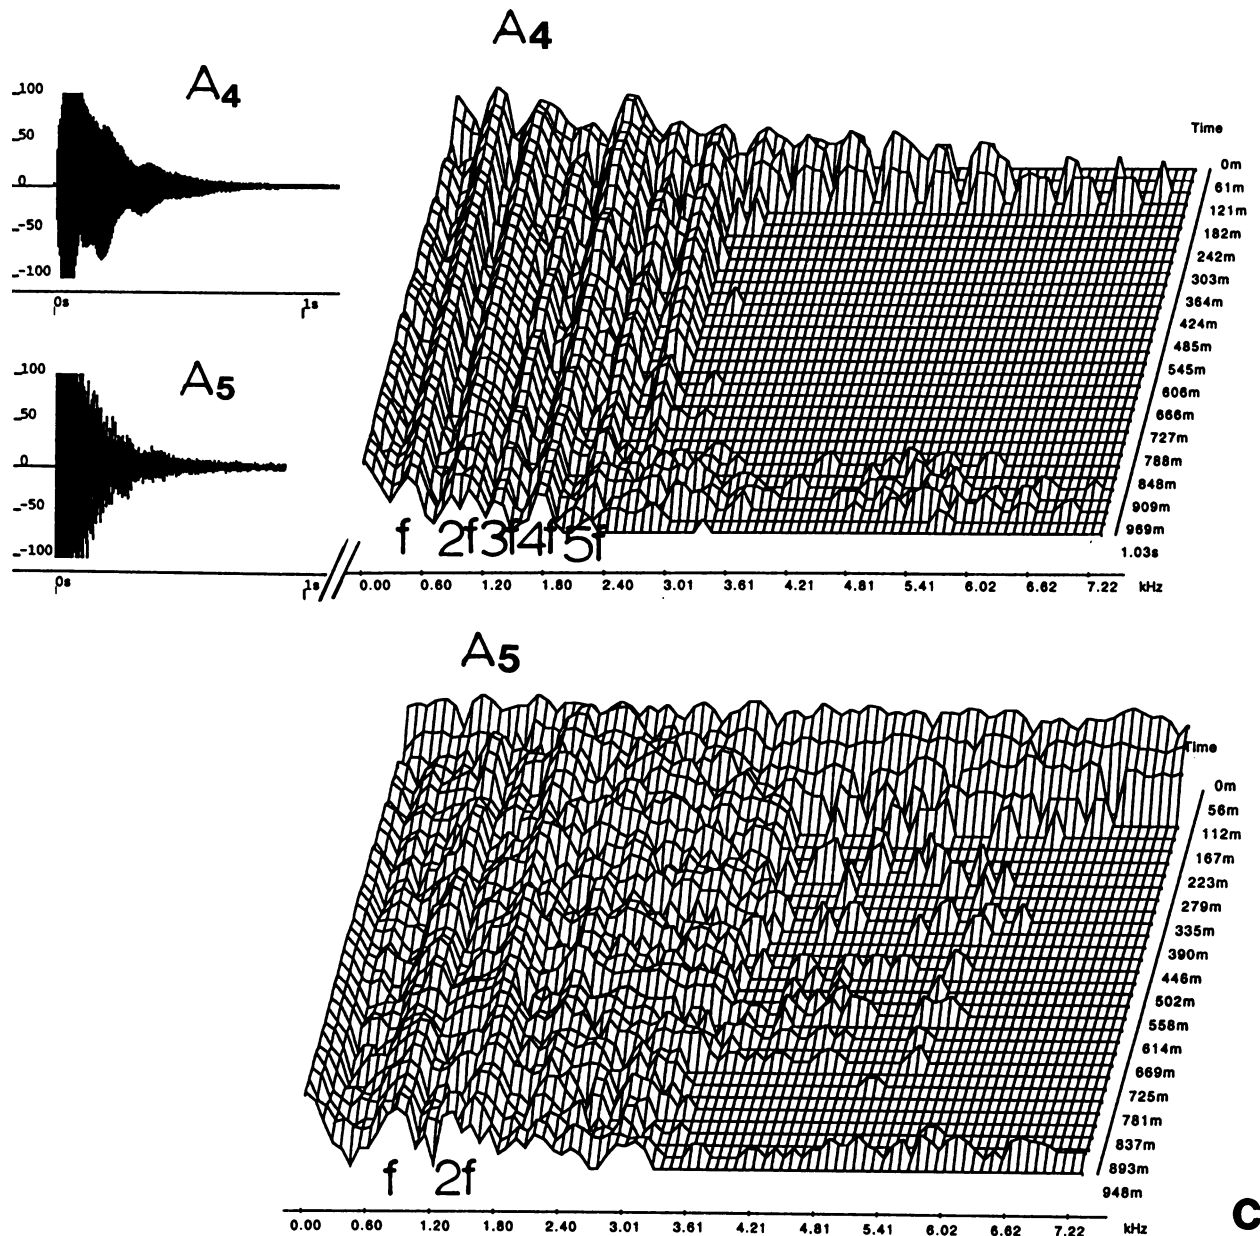 A4
A4
100
50
0
-50
-100
0s 1s
Time
0m
61m
121m
182m
242m
303m
364m
424m
485m
545m
606m
666m
727m
788m
848m
909m
969m
1.03s
f 2f 3f 4f 5f
0.00 0.60 1.20 1.80 2.40 3.01 3.61 4.21 4.81 5.41 6.02 6.62 7.22 kHz
A5
100
50
0
-50
-100
0s 1s
A5
Time
0m
56m
112m
167m
223m
279m
335m
390m
446m
502m
558m
614m
669m
725m
781m
837m
893m
948m
f 2f
0.00 0.60 1.20 1.80 2.40 3.01 3.61 4.21 4.81 5.41 6.02 6.62 7.22 kHz
C